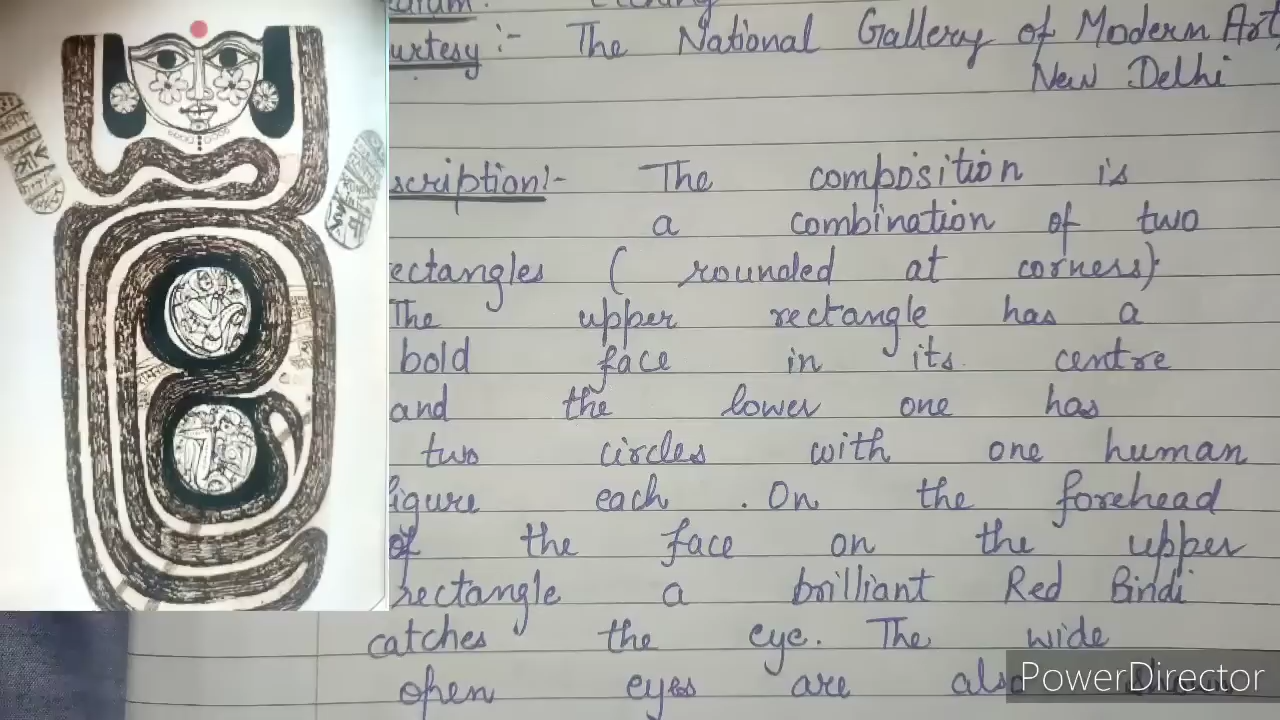 The National Gallery of Modern Art,
New Delhi
The composition is
a combination of two
ectangles ( rounded at corners).
The upper rectangle has a
bold face in its centre
and the lower one has
two circles with one human
figure each. On the forehead
of the face on the upper
rectangle a brilliant Red Bindi
catches the eye. The wide
open eyes are also
PowerDirector